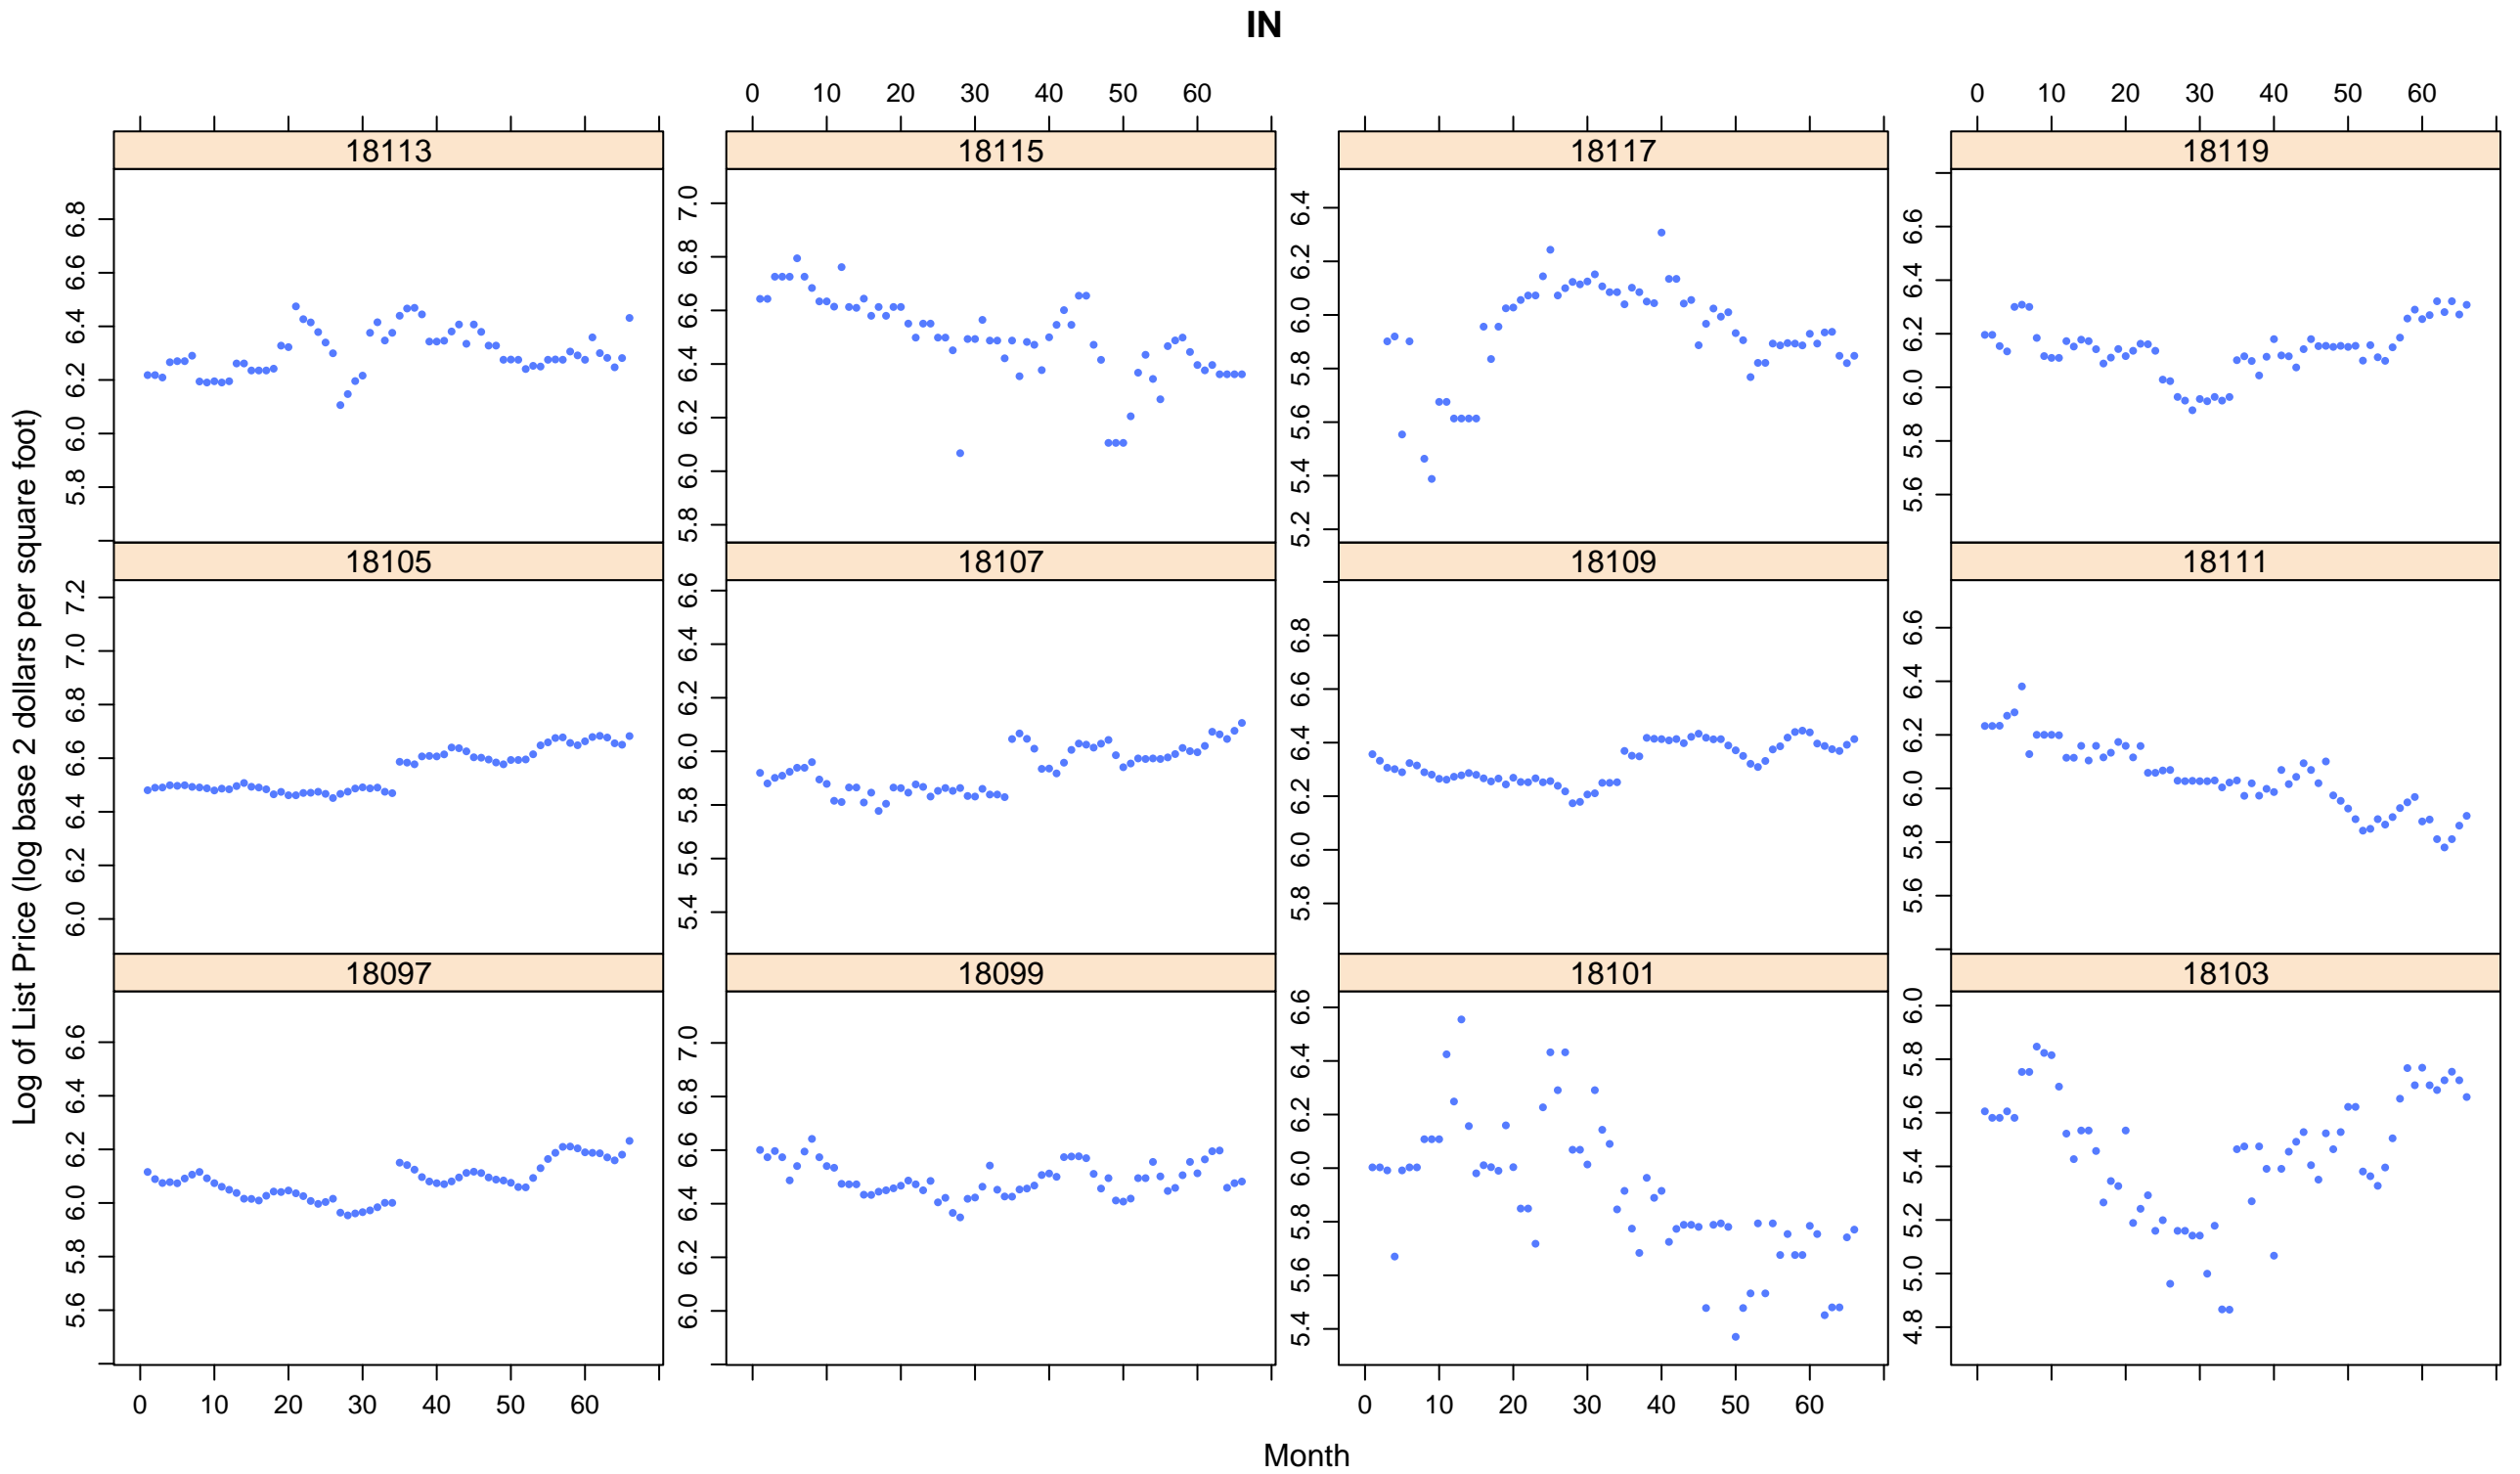 IN
0 10 20 30 40 50 60
0 10 20 30 40 50 60
18113
18115
18117
18119
5.8 6.0 6.2 6.4 6.6 6.8
5.8 6.0 6.2 6.4 6.6 6.8 7.0
5.2 5.4 5.6 5.8 6.0 6.2 6.4
5.6 5.8 6.0 6.2 6.4 6.6
18105
18107
18109
18111
6.0 6.2 6.4 6.6 6.8 7.0 7.2
5.4 5.6 5.8 6.0 6.2 6.4 6.6
5.8 6.0 6.2 6.4 6.6 6.8
5.6 5.8 6.0 6.2 6.4 6.6
18097
18099
18101
18103
5.6 5.8 6.0 6.2 6.4 6.6
6.0 6.2 6.4 6.6 6.8 7.0
5.4 5.6 5.8 6.0 6.2 6.4 6.6
4.8 5.0 5.2 5.4 5.6 5.8 6.0
0 10 20 30 40 50 60
0 10 20 30 40 50 60
Log of List Price (log base 2 dollars per square foot)
Month